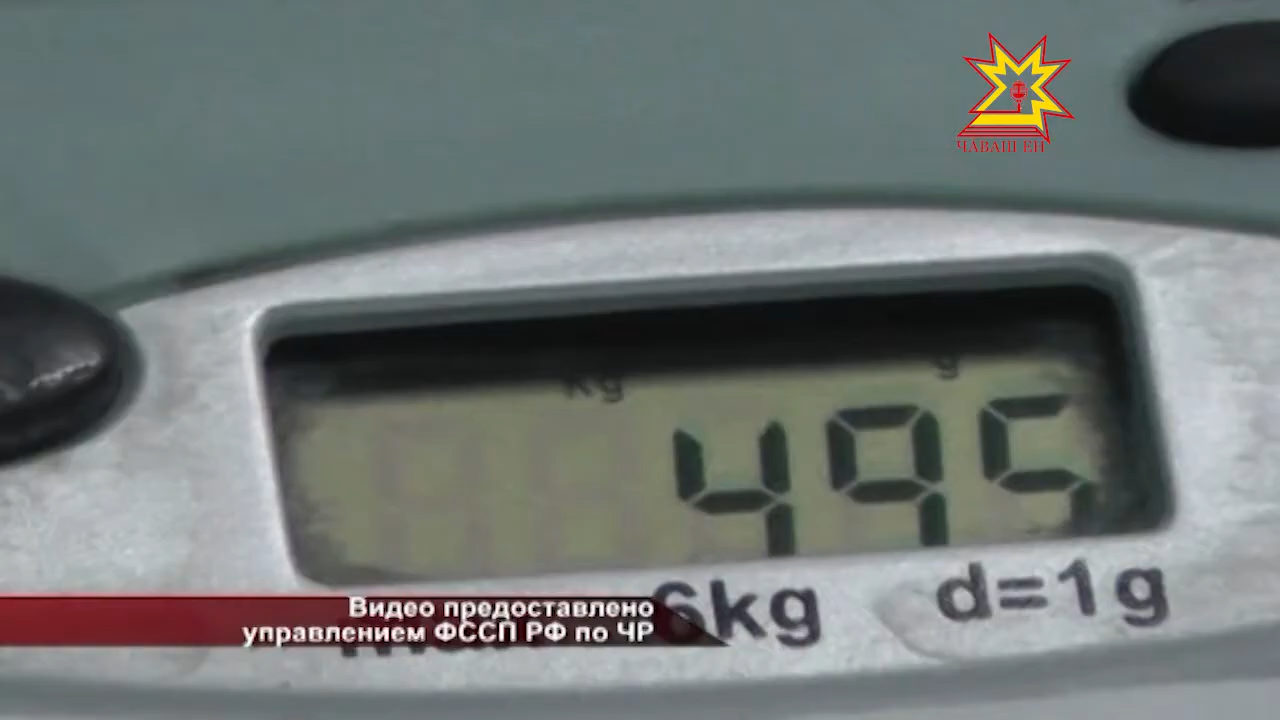 ЧАВАШ ЕН
Kg g
495
6kg d=1g
Видео предоставлено
управлением ФССП РФ по ЧР